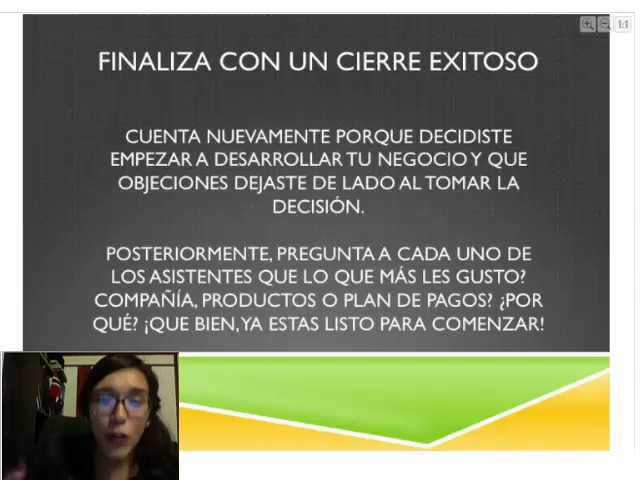 FINALIZA CON UN CIERRE EXITOSO
CUENTA NUEVAMENTE PORQUE DECIDISTE
EMPEZAR A DESARROLLAR TU NEGOCIO Y QUE
OBJECIONES DEJASTE DE LADO AL TOMAR LA
DECISIÓN.
POSTERIORMENTE, PREGUNTA A CADA UNO DE
LOS ASISTENTES QUE LO QUE MÁS LES GUSTO?
COMPAÑÍA, PRODUCTOS O PLAN DE PAGOS? ¿POR
QUÉ? ¡QUE BIEN, YA ESTAS LISTO PARA COMENZAR!
1:1